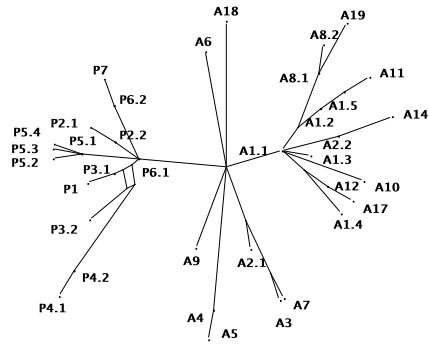 A18
A19
A8.2
A6
P7
A8.1
A11
P6.2
A1.5
P2.1
A1.2
A14
P5.4
P5.1
P2.2
A2.2
P5.3
A1.1
P5.2
A1.3
P3.1
P6.1
P1
A12
A10
A17
P3.2
A1.4
A9
A2.1
P4.2
P4.1
A4
A7
A3
A5